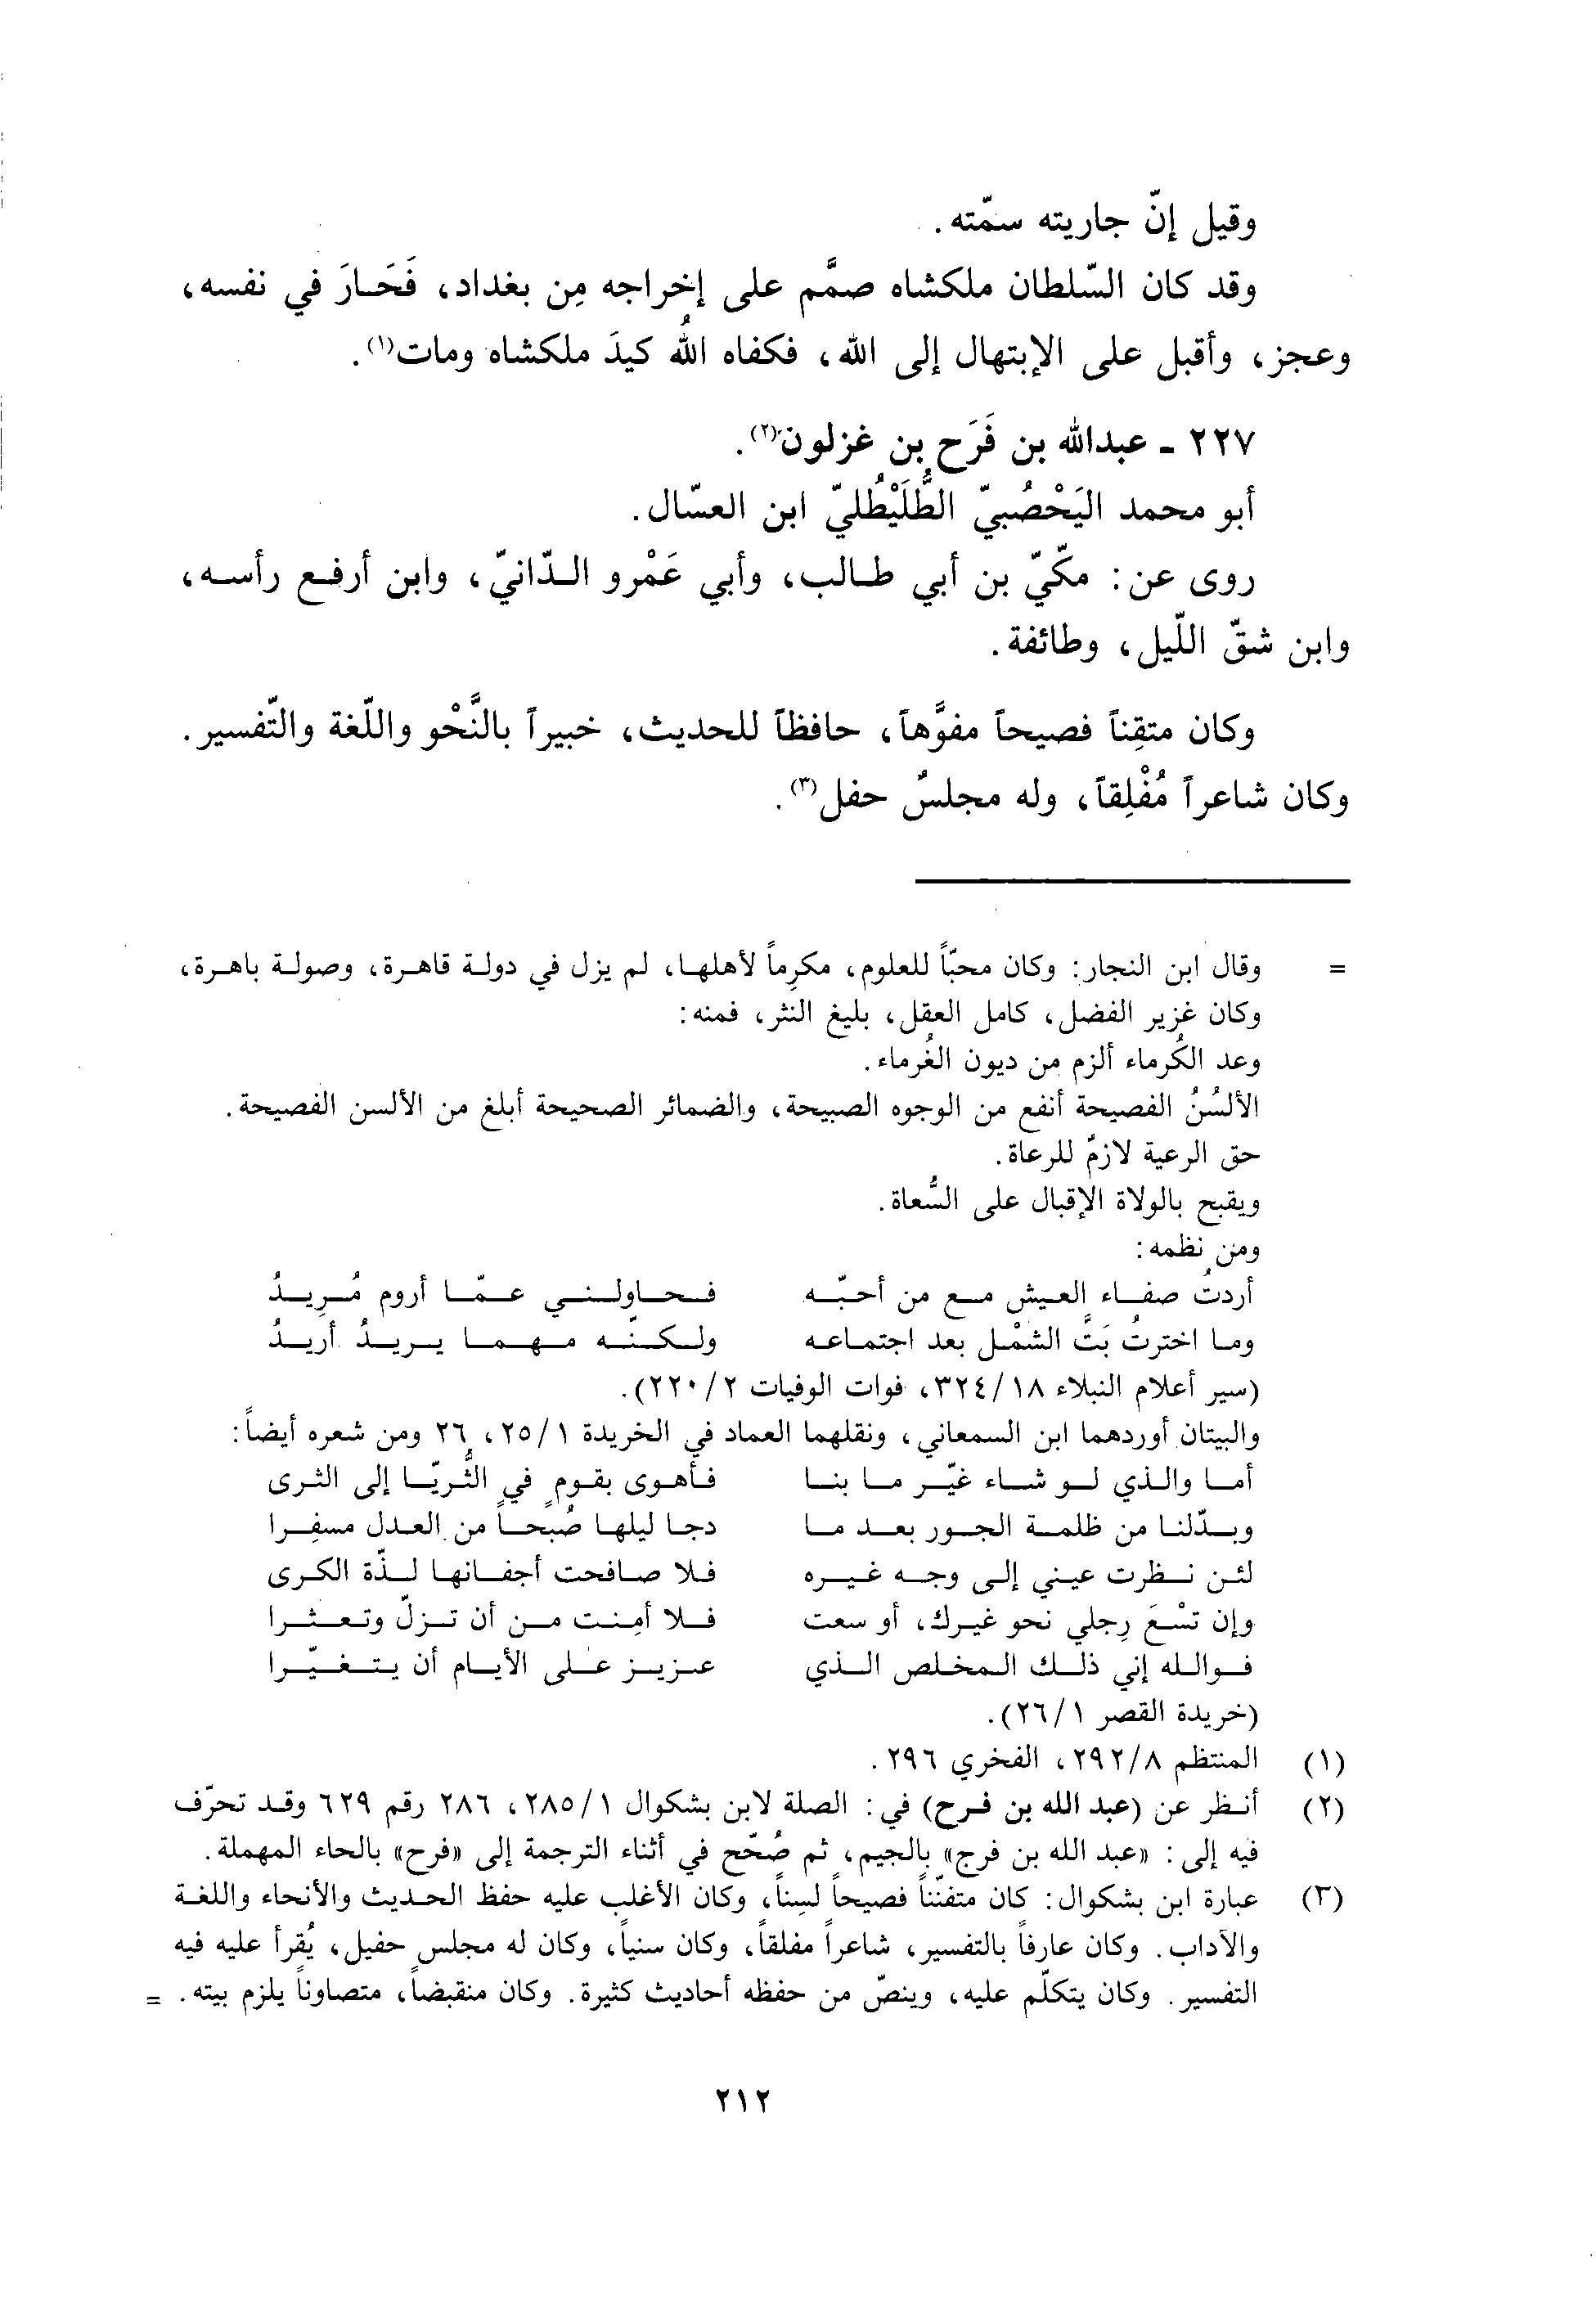 وقيل إنّ جاريته سمّته.
وقد كان السّلطان ملكشاه صمَّم على إخراجه مِن بغداد، فَحَارَ في نفسه،
وعجز، وأقبل على الإبتهال إلى الله، فكفاه اللهُ كيدَ ملكشاه ومات(١).
٢٢٧ - عبدالله بن فَرَح بن غزلون(٢).
أبو محمد اليَحْصُبيّ الطُّلَيْطُليّ ابن العسّال.
روى عن: مكّيّ بن أبي طالب، وأبي عَمْرو الدّانيّ، وابن أرفع رأسه،
وابن شقّ اللّيل، وطائفة.
وكان متقِناً فصيحاً مفوَّهاً، حافظاً للحديث، خبيراً بالنَّحْو واللّغة والتّفسير.
وكان شاعراً مُفْلِقاً، وله مجلسٌ حفل(٣).
= وقال ابن النجار: وكان محبّاً للعلوم، مكرِماً لأهلها، لم يزل في دولة قاهرة، وصولة باهرة،
وكان غزير الفضل، كامل العقل، بليغ النثر، فمنه:
وعد الكُرماء ألزم من ديون الغُرماء.
الألسُنُ الفصيحة أنفع من الوجوه الصبيحة، والضمائر الصحيحة أبلغ من الألسن الفصيحة.
حق الرعية لازمٌ للرعاة.
ويقبح بالولاة الإقبال على السُّعاة.
ومن نظمه:
أردتُ صفاء العيش مع من أحبّه فحاولني عمّا أروم مُرِيدُ
وما اخترتُ بَتَّ الشمْل بعد اجتماعه ولكنّه مهما يريدُ أريدُ
(سير أعلام النبلاء ٣٢٤/١٨، فوات الوفيات ٢٢٠/٢).
والبيتان أوردهما ابن السمعاني، ونقلهما العماد في الخريدة ٢٥/١، ٢٦ ومن شعره أيضاً:
أما والذي لو شاء غيّر ما بنا فأهوى بقومٍ في الثُّريّا إلى الثرى
وبدّلنا من ظلمة الجور بعد ما دجا ليلها صُبحاً من العدل مسفِرا
لئن نظرت عيني إلى وجه غيره فلا صافحت أجفانها لذّة الكرى
وإن تسْعَ رِجلي نحو غيرك، أو سعت فلا أمِنت من أن تزلّ وتعثرا
فوالله إني ذلك المخلص الذي عزيز على الأيام أن يتغيّرا
(خريدة القصر ٢٦/١).
(١) المنتظم ٢٩٢/٨، الفخري ٢٩٦.
(٢) أنظر عن (عبد الله بن فرح) في: الصلة لابن بشكوال ٢٨٥/١، ٢٨٦ رقم ٦٢٩ وقد تحرّف
فيه إلى: «عبد الله بن فرج» بالجيم، ثم صُحّح في أثناء الترجمة إلى «فرح» بالحاء المهملة.
(٣) عبارة ابن بشكوال: كان متفنّناً فصيحاً لسِناً، وكان الأغلب عليه حفظ الحديث والأنحاء واللغة
والآداب. وكان عارفاً بالتفسير، شاعراً مفلقاً، وكان سنياً، وكان له مجلس حفيل، يُقرأ عليه فيه
التفسير. وكان يتكلّم عليه، وينصّ من حفظه أحاديث كثيرة. وكان منقبضاً، متصاوناً يلزم بيته. =
٢١٢